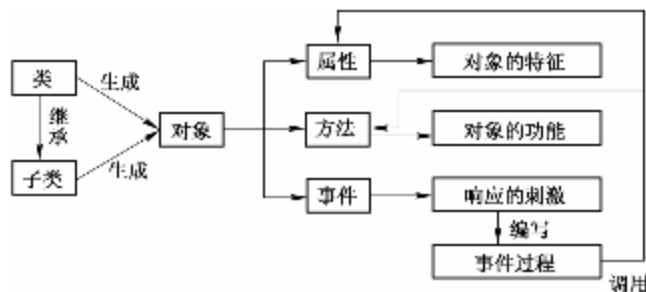 类
生成
继承
子类
生成
对象
属性
对象的特征
方法
对象的功能
事件
响应的刺激
编写
事件过程
调用